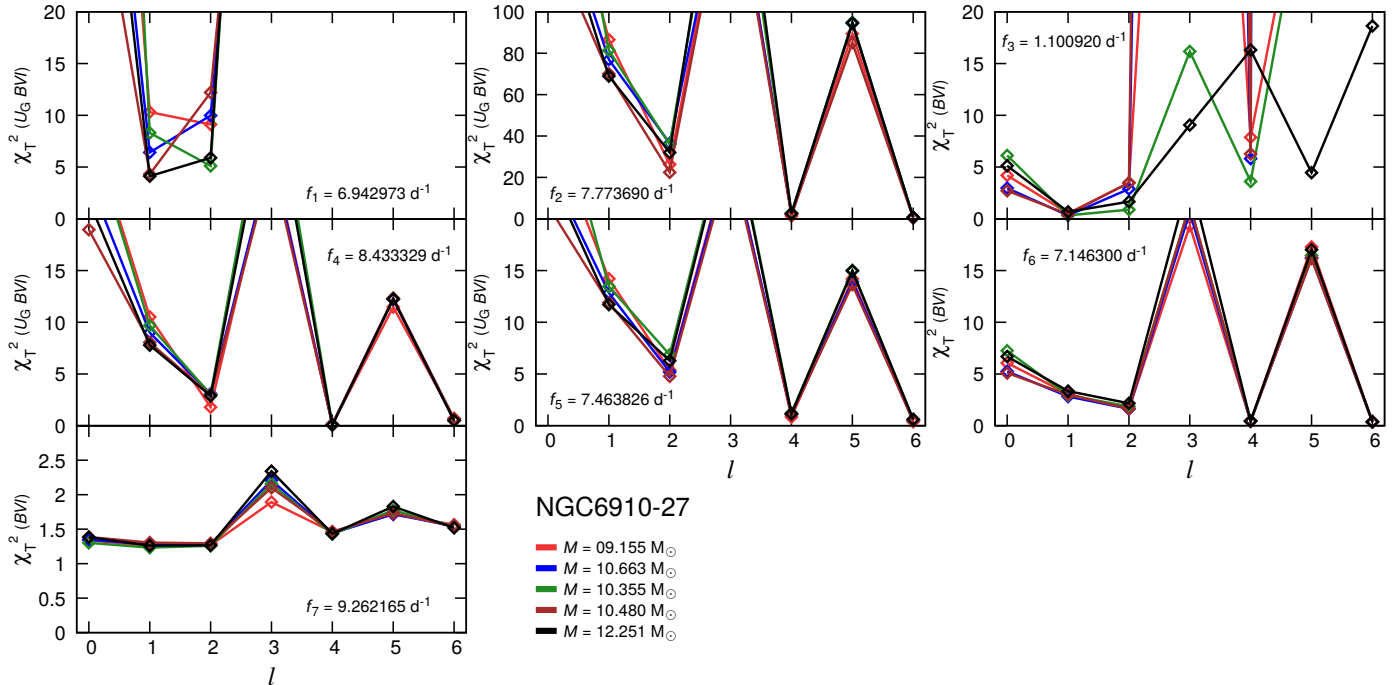 20
15
10
5
0
χT² (UG BVI)
f1 = 6.942973 d⁻¹
100
80
60
40
20
0
χT² (UG BVI)
f2 = 7.773690 d⁻¹
20
15
10
5
0
χT² (BVI)
f3 = 1.100920 d⁻¹
15
10
5
0
χT² (UG BVI)
f4 = 8.433329 d⁻¹
15
10
5
0
χT² (UG BVI)
f5 = 7.463826 d⁻¹
0 1 2 3 4 5 6
l
15
10
5
0
χT² (BVI)
f6 = 7.146300 d⁻¹
0 1 2 3 4 5 6
l
2.5
2
1.5
1
0.5
0
χT² (BVI)
f7 = 9.262165 d⁻¹
0 1 2 3 4 5 6
l
NGC6910-27
M = 09.155 M☉
M = 10.663 M☉
M = 10.355 M☉
M = 10.480 M☉
M = 12.251 M☉